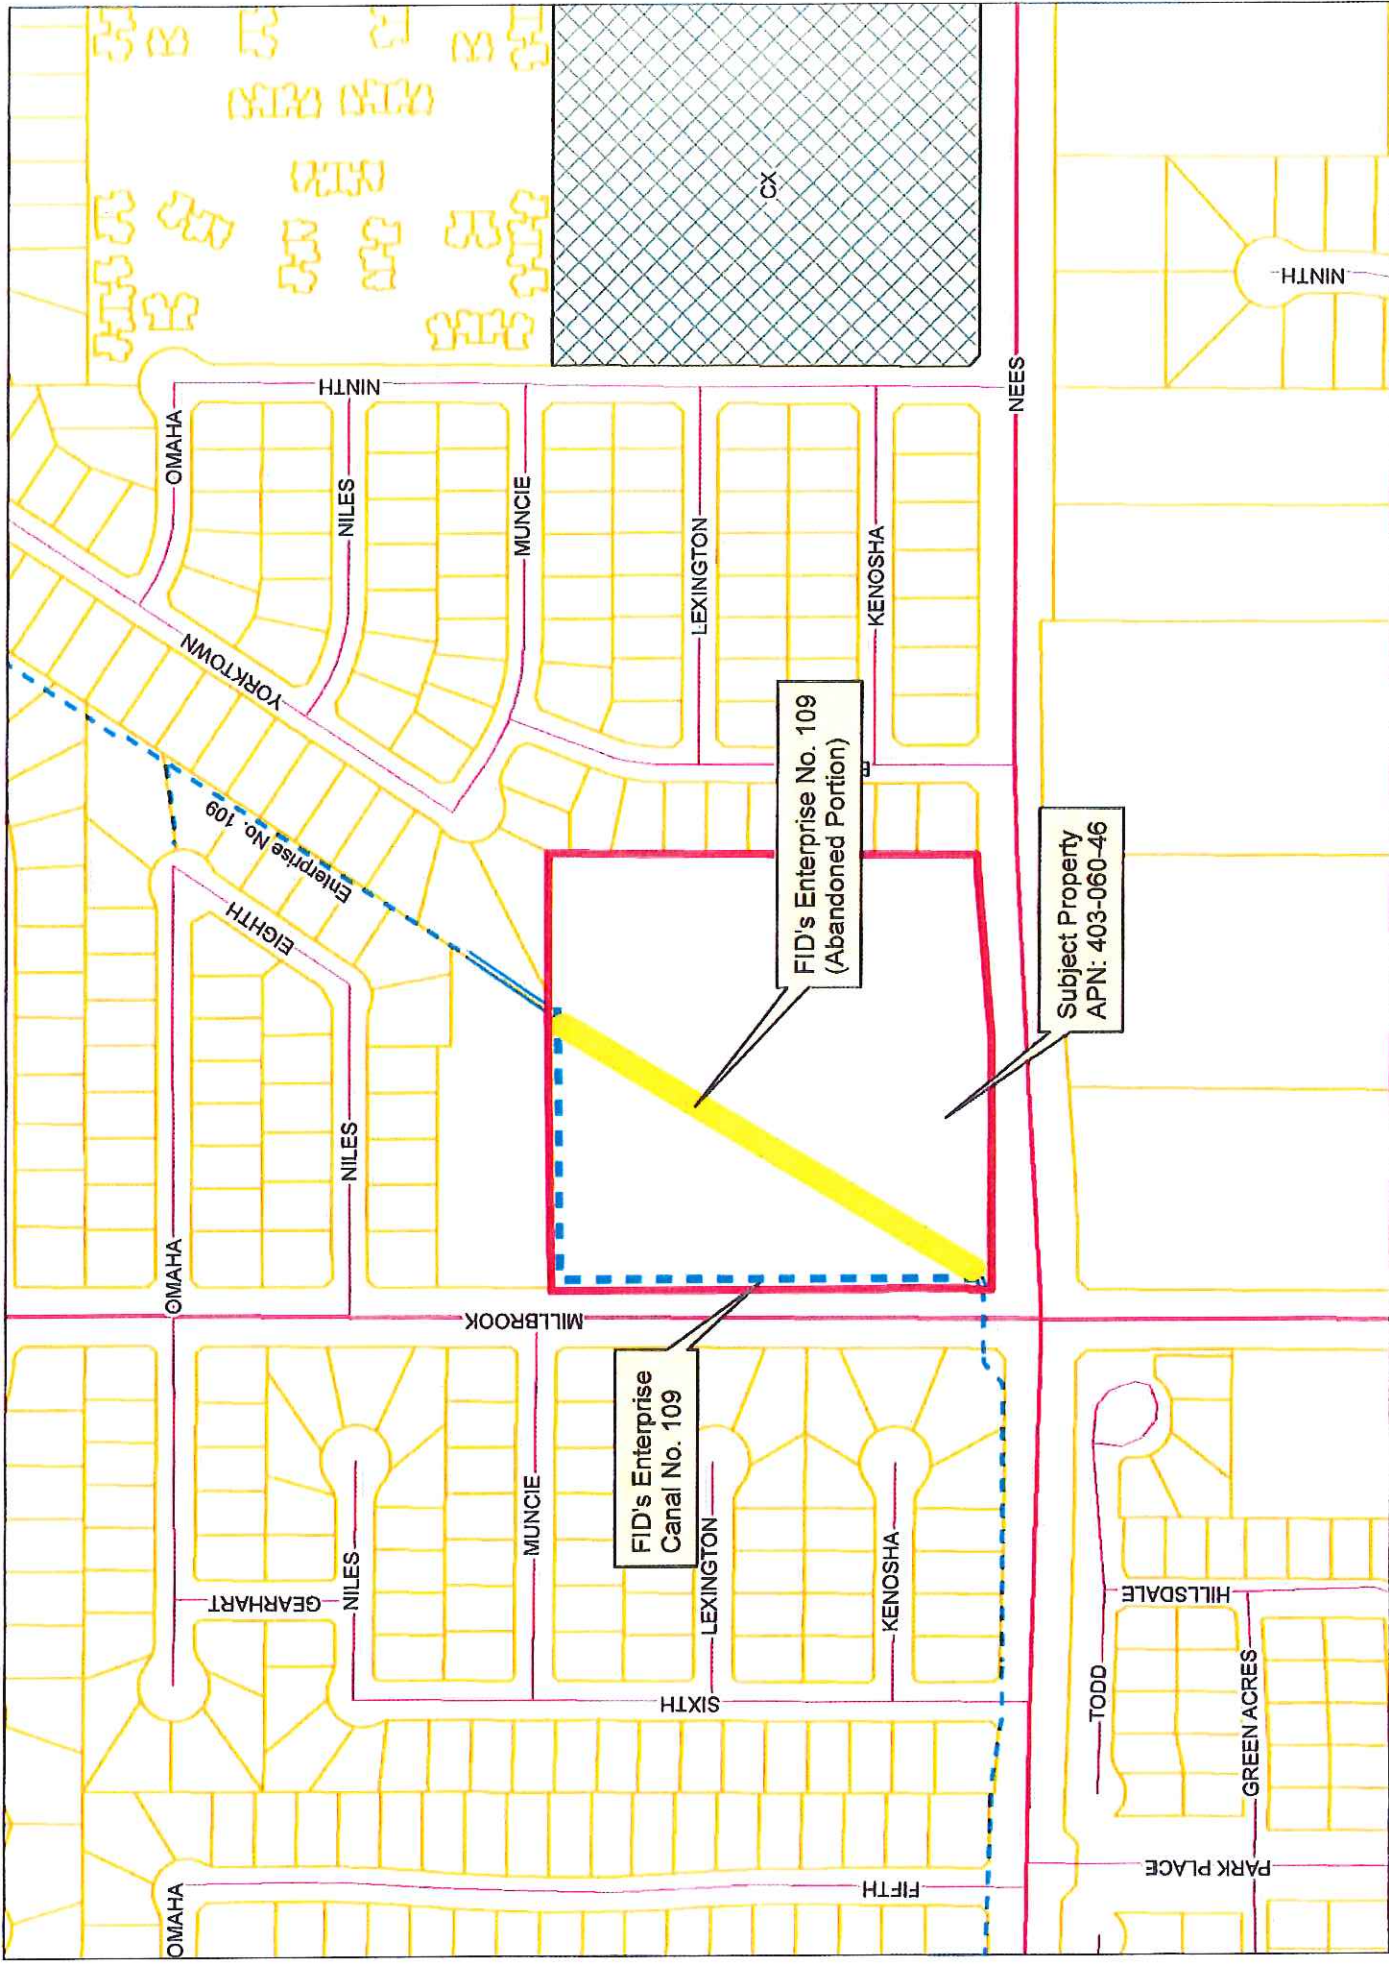 OMAHA
FIFTH
GEARHART
NILES
MUNCIE
SIXTH
LEXINGTON
KENOSHA
FID's Enterprise
Canal No. 109
MILLBROOK
OMAHA
NILES
EIGHTH
Enterprise No. 109
YORKTOWN
OMAHA
NILES
NINTH
MUNCIE
LEXINGTON
KENOSHA
CX
NEES
FID's Enterprise No. 109
(Abandoned Portion)
Subject Property
APN: 403-060-46
TODD
HILLSDALE
GREEN ACRES
PARK PLACE
NINTH